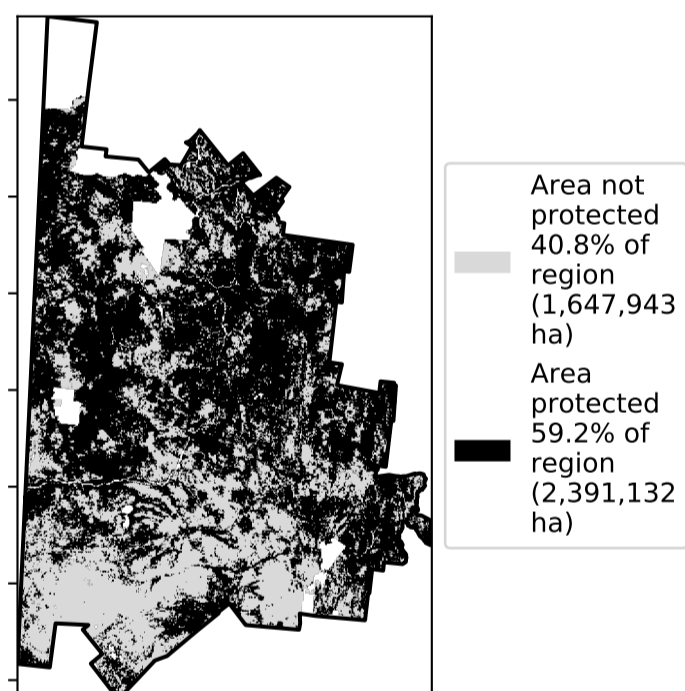 Area not
protected
40.8% of
region
(1,647,943
ha)
Area
protected
59.2% of
region
(2,391,132
ha)